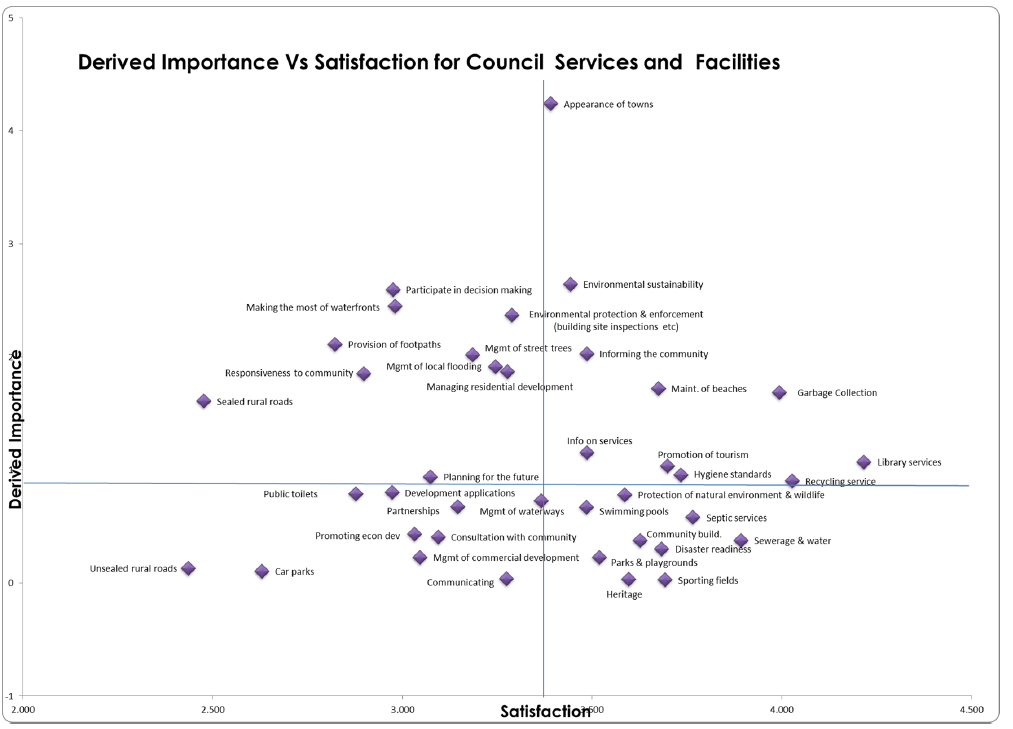 5
Derived Importance Vs Satisfaction for Council Services and Facilities
Appearance of towns
4
3
Environmental sustainability
Participate in decision making
Making the most of waterfronts
Environmental protection & enforcement
(building site inspections etc)
Provision of footpaths
Mgmt of street trees
Informing the community
2
Mgmt of local flooding
Responsiveness to community
Managing residential development
Maint. of beaches
Garbage Collection
Sealed rural roads
Derived Importance
Info on services
Promotion of tourism
Library services
Hygiene standards
Planning for the future
Recycling service
Public toilets
Development applications
Protection of natural environment & wildlife
Partnerships
Mgmt of waterways
Swimming pools
Septic services
Promoting econ dev
Consultation with community
Community build.
Sewerage & water
Disaster readiness
Mgmt of commercial development
Parks & playgrounds
Unsealed rural roads
Car parks
Communicating
Sporting fields
0
Heritage
-1
2.000
2.500
3.000
Satisfaction
3.500
4.000
4.500